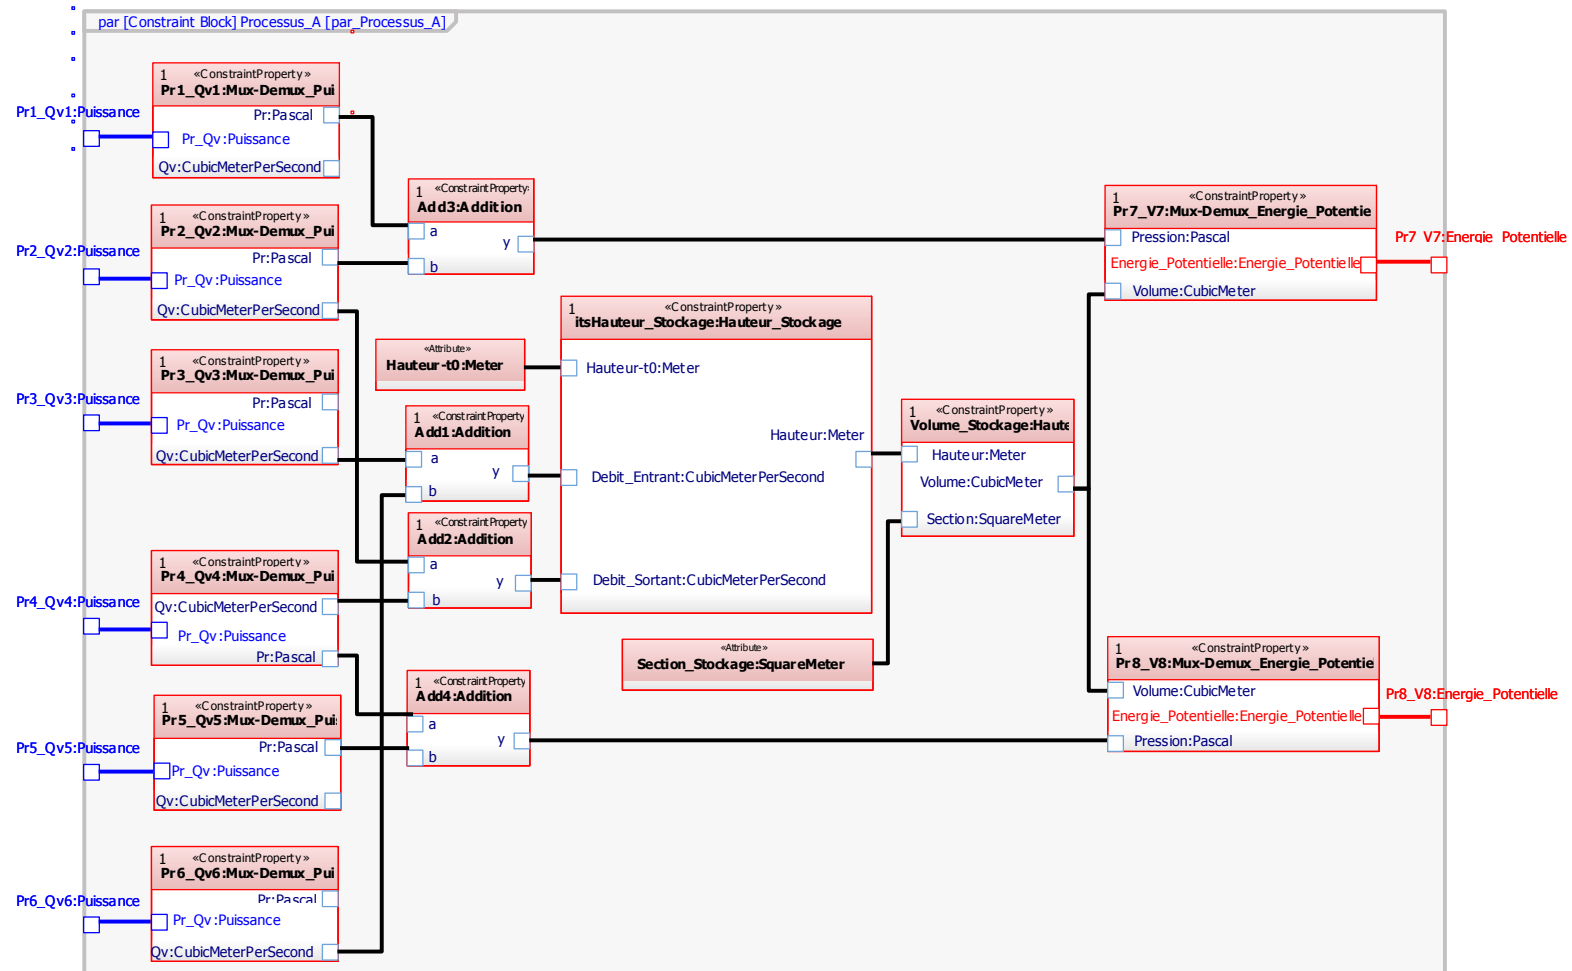 par [Constraint Block] Processus_A [par_Processus_A]
Pr1_Qv1:Puissance
1 «ConstraintProperty»
Pr1_Qv1:Mux-Demux_Pui
Pr:Pascal
Pr_Qv:Puissance
Qv:CubicMeterPerSecond
Pr2_Qv2:Puissance
1 «ConstraintProperty»
Pr2_Qv2:Mux-Demux_Pui
Pr:Pascal
Pr_Qv:Puissance
Qv:CubicMeterPerSecond
Pr3_Qv3:Puissance
1 «ConstraintProperty»
Pr3_Qv3:Mux-Demux_Pui
Pr:Pascal
Pr_Qv:Puissance
Qv:CubicMeterPerSecond
Pr4_Qv4:Puissance
1 «ConstraintProperty»
Pr4_Qv4:Mux-Demux_Pui
Qv:CubicMeterPerSecond
Pr_Qv:Puissance
Pr:Pascal
Pr5_Qv5:Puissance
1 «ConstraintProperty»
Pr5_Qv5:Mux-Demux_Pui
Pr:Pascal
Pr_Qv:Puissance
Qv:CubicMeterPerSecond
Pr6_Qv6:Puissance
1 «ConstraintProperty»
Pr6_Qv6:Mux-Demux_Pui
Pr:Pascal
Pr_Qv:Puissance
Qv:CubicMeterPerSecond
1 «ConstraintProperty»
Add3:Addition
a
y
b
«Attribute»
Hauteur-t0:Meter
1 «ConstraintProperty
Add1:Addition
a
y
b
1 «ConstraintProperty
Add2:Addition
a
y
b
1 «ConstraintProperty
Add4:Addition
a
y
b
1 «ConstraintProperty»
itsHauteur_Stockage:Hauteur_Stockage
Hauteur-t0:Meter
Hauteur:Meter
Debit_Entrant:CubicMeterPerSecond
Debit_Sortant:CubicMeterPerSecond
«Attribute»
Section_Stockage:SquareMeter
1 «ConstraintProperty»
Volume_Stockage:Haute
Hauteur:Meter
Volume:CubicMeter
Section:SquareMeter
1 «ConstraintProperty»
Pr7_V7:Mux-Demux_Energie_Potentie
Pression:Pascal
Energie_Potentielle:Energie_Potentielle
Volume:CubicMeter
Pr7_V7:Energie_Potentielle
1 «ConstraintProperty»
Pr8_V8:Mux-Demux_Energie_Potentie
Volume:CubicMeter
Energie_Potentielle:Energie_Potentielle
Pression:Pascal
Pr8_V8:Energie_Potentielle